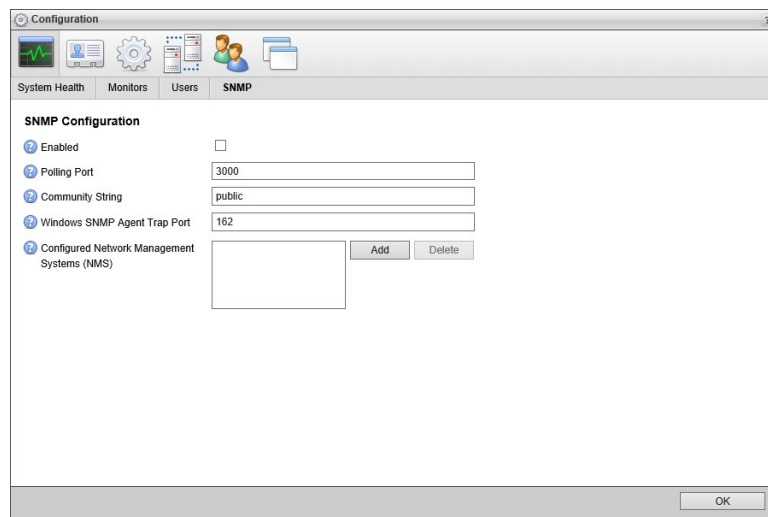 Configuration
System Health Monitors Users SNMP
SNMP Configuration
Enabled
Polling Port 3000
Community String public
Windows SNMP Agent Trap Port 162
Configured Network Management Add Delete
Systems (NMS)
OK